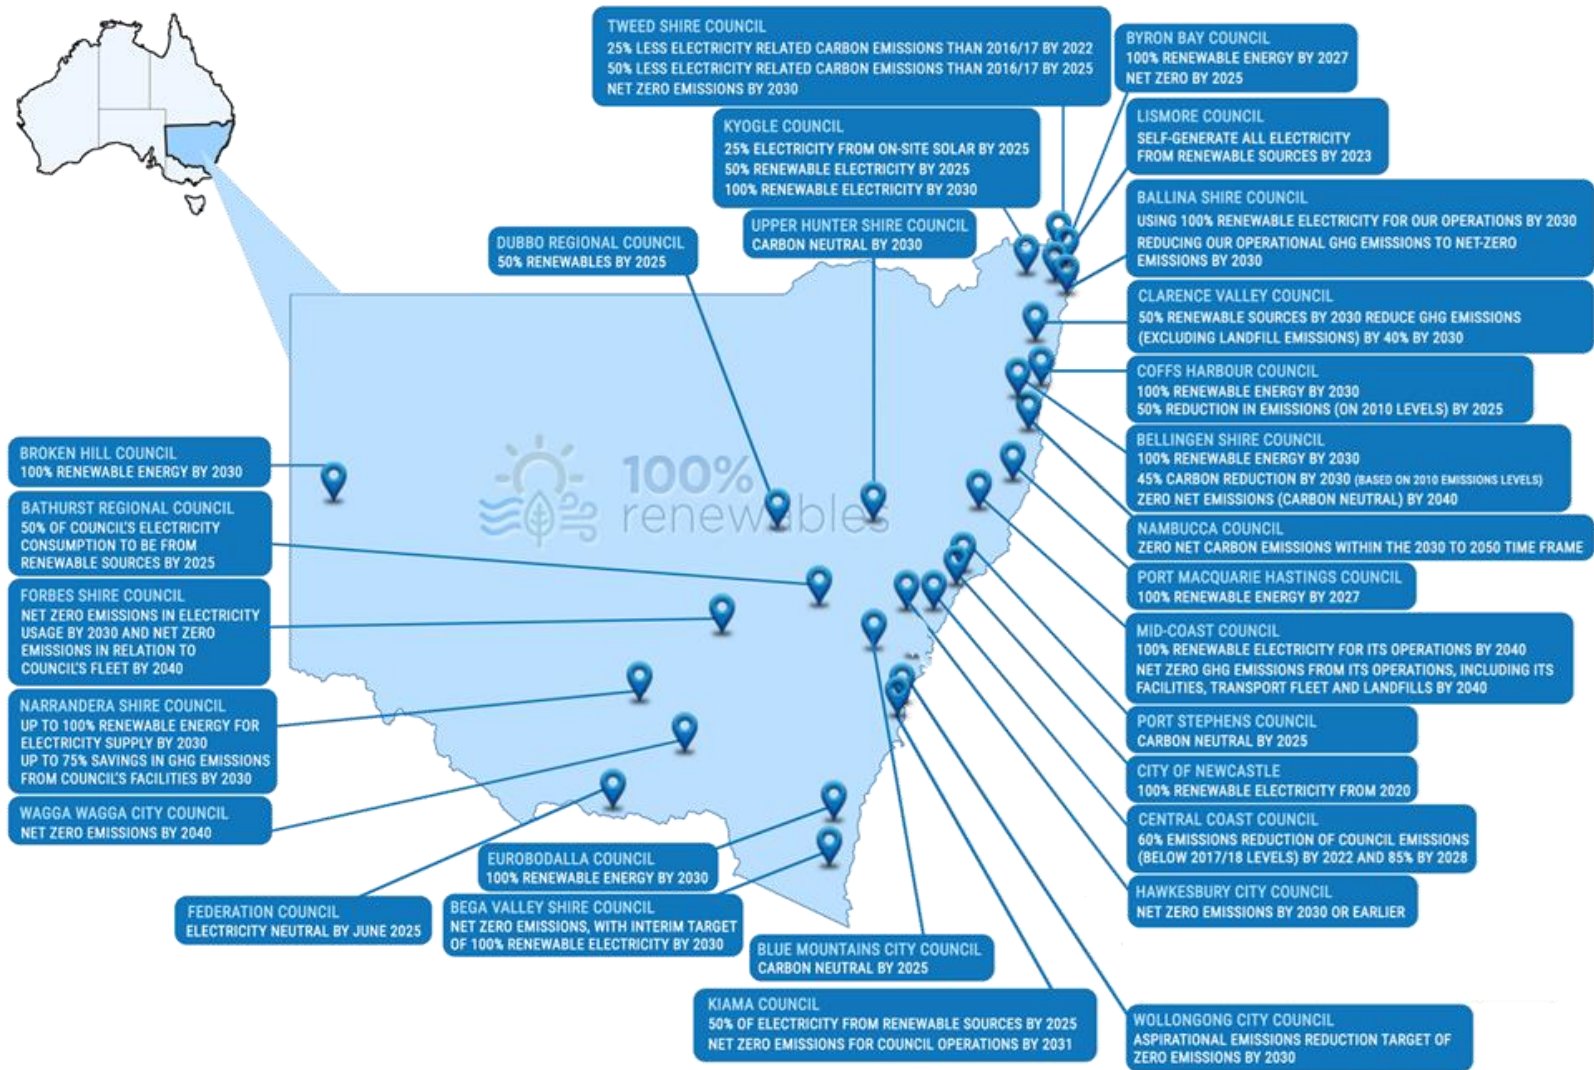 TWEED SHIRE COUNCIL
25% LESS ELECTRICITY RELATED CARBON EMISSIONS THAN 2016/17 BY 2022
50% LESS ELECTRICITY RELATED CARBON EMISSIONS THAN 2016/17 BY 2025
NET ZERO EMISSIONS BY 2030
BYRON BAY COUNCIL
100% RENEWABLE ENERGY BY 2027
NET ZERO BY 2025
KYOGLE COUNCIL
25% ELECTRICITY FROM ON-SITE SOLAR BY 2025
50% RENEWABLE ELECTRICITY BY 2025
100% RENEWABLE ELECTRICITY BY 2030
LISMORE COUNCIL
SELF-GENERATE ALL ELECTRICITY
FROM RENEWABLE SOURCES BY 2023
UPPER HUNTER SHIRE COUNCIL
CARBON NEUTRAL BY 2030
DUBBO REGIONAL COUNCIL
50% RENEWABLES BY 2025
BALLINA SHIRE COUNCIL
USING 100% RENEWABLE ELECTRICITY FOR OUR OPERATIONS BY 2030
REDUCING OUR OPERATIONAL GHG EMISSIONS TO NET-ZERO
EMISSIONS BY 2030
CLARENCE VALLEY COUNCIL
50% RENEWABLE SOURCES BY 2030 REDUCE GHG EMISSIONS
(EXCLUDING LANDFILL EMISSIONS) BY 40% BY 2030
COFFS HARBOUR COUNCIL
100% RENEWABLE ENERGY BY 2030
50% REDUCTION IN EMISSIONS (ON 2010 LEVELS) BY 2025
BELLINGEN SHIRE COUNCIL
100% RENEWABLE ENERGY BY 2030
45% CARBON REDUCTION BY 2030 (BASED ON 2010 EMISSIONS LEVELS)
ZERO NET EMISSIONS (CARBON NEUTRAL) BY 2040
NAMBUCCA COUNCIL
ZERO NET CARBON EMISSIONS WITHIN THE 2030 TO 2050 TIME FRAME
PORT MACQUARIE HASTINGS COUNCIL
100% RENEWABLE ENERGY BY 2027
MID-COAST COUNCIL
100% RENEWABLE ELECTRICITY FOR ITS OPERATIONS BY 2040
NET ZERO GHG EMISSIONS FROM ITS OPERATIONS, INCLUDING ITS
FACILITIES, TRANSPORT FLEET AND LANDFILLS BY 2040
PORT STEPHENS COUNCIL
CARBON NEUTRAL BY 2025
CITY OF NEWCASTLE
100% RENEWABLE ELECTRICITY FROM 2020
CENTRAL COAST COUNCIL
60% EMISSIONS REDUCTION OF COUNCIL EMISSIONS
(BELOW 2017/18 LEVELS) BY 2022 AND 85% BY 2028
HAWKESBURY CITY COUNCIL
NET ZERO EMISSIONS BY 2030 OR EARLIER
WOLLONGONG CITY COUNCIL
ASPIRATIONAL EMISSIONS REDUCTION TARGET OF
ZERO EMISSIONS BY 2030
100%
renewables
BROKEN HILL COUNCIL
100% RENEWABLE ENERGY BY 2030
BATHURST REGIONAL COUNCIL
50% OF COUNCIL'S ELECTRICITY
CONSUMPTION TO BE FROM
RENEWABLE SOURCES BY 2025
FORBES SHIRE COUNCIL
NET ZERO EMISSIONS IN ELECTRICITY
USAGE BY 2030 AND NET ZERO
EMISSIONS IN RELATION TO
COUNCIL'S FLEET BY 2040
NARRANDERA SHIRE COUNCIL
UP TO 100% RENEWABLE ENERGY FOR
ELECTRICITY SUPPLY BY 2030
UP TO 75% SAVINGS IN GHG EMISSIONS
FROM COUNCIL'S FACILITIES BY 2030
WAGGA WAGGA CITY COUNCIL
NET ZERO EMISSIONS BY 2040
FEDERATION COUNCIL
ELECTRICITY NEUTRAL BY JUNE 2025
EUROBODALLA COUNCIL
100% RENEWABLE ENERGY BY 2030
BEGA VALLEY SHIRE COUNCIL
NET ZERO EMISSIONS, WITH INTERIM TARGET
OF 100% RENEWABLE ELECTRICITY BY 2030
BLUE MOUNTAINS CITY COUNCIL
CARBON NEUTRAL BY 2025
KIAMA COUNCIL
50% OF ELECTRICITY FROM RENEWABLE SOURCES BY 2025
NET ZERO EMISSIONS FOR COUNCIL OPERATIONS BY 2031